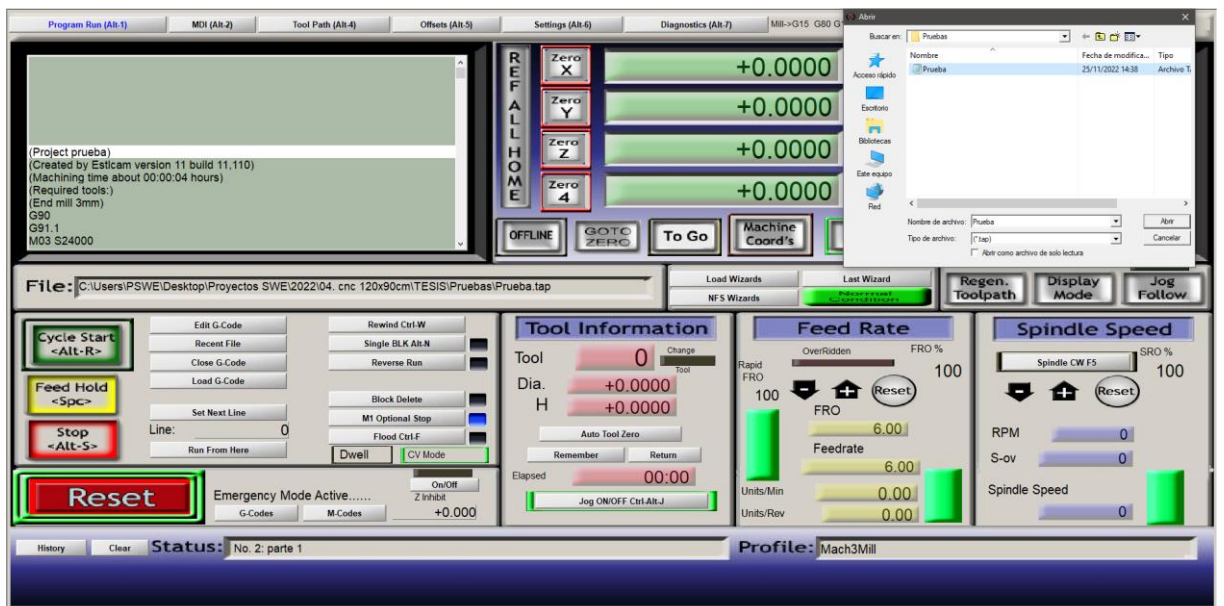 Program Run (Alt-1)
MDI (Alt-2)
Tool Path (Alt-4)
Offsets (Alt-5)
Settings (Alt-6)
Diagnostics (Alt-7)
Mill->G15 G80
Abrir
Buscar en:
Pruebas
Nombre
Fecha de modifica...
Tipo
Prueba
25/11/2022 14:38
Archivo
Acceso rápido
Escritorio
Bibliotecas
Este equipo
Red
Nombre de archivo:
Prueba
Abrir
Tipo de archivo:
(*.tap)
Cancelar
Abrir como archivo de solo lectura
(Project prueba)
(Created by Estlcam version 11 build 11,110)
(Machining time about 00:00:04 hours)
(Required tools:)
(End mill 3mm)
G90
G91.1
M03 S24000
REF ALL HOME
Zero X
+0.0000
Zero Y
+0.0000
Zero Z
+0.0000
Zero 4
+0.0000
OFFLINE
GOTO ZERO
To Go
Machine Coord's
File:
C:\Users\PSWE\Desktop\Proyectos SWE\2022\04. cnc 120x90cm\TESIS\Pruebas\Prueba.tap
Load Wizards
Last Wizard
NFS Wizards
Normal Condition
Regen. Toolpath
Display Mode
Jog Follow
Cycle Start
<Alt-R>
Feed Hold
<Spc>
Stop
<Alt-S>
Edit G-Code
Recent File
Close G-Code
Load G-Code
Set Next Line
Line: 0
Run From Here
Rewind Ctrl-W
Single BLK Alt-N
Reverse Run
Block Delete
M1 Optional Stop
Flood Ctrl-F
Dwell
CV Mode
Reset
Emergency Mode Active......
G-Codes
M-Codes
On/Off
Z Inhibit
+0.000
Tool Information
Tool
0
Change
Tool
Dia.
+0.0000
H
+0.0000
Auto Tool Zero
Remember
Return
Elapsed
00:00
Jog ON/OFF Ctrl-Alt-J
Feed Rate
OverRidden
FRO %
100
Rapid
FRO
100
Reset
FRO
6.00
Feedrate
6.00
Units/Min
0.00
Units/Rev
0.00
Spindle Speed
Spindle CW F5
SRO %
100
Reset
RPM
0
S-ov
0
Spindle Speed
0
History
Clear
Status:
No. 2: parte 1
Profile:
Mach3Mill